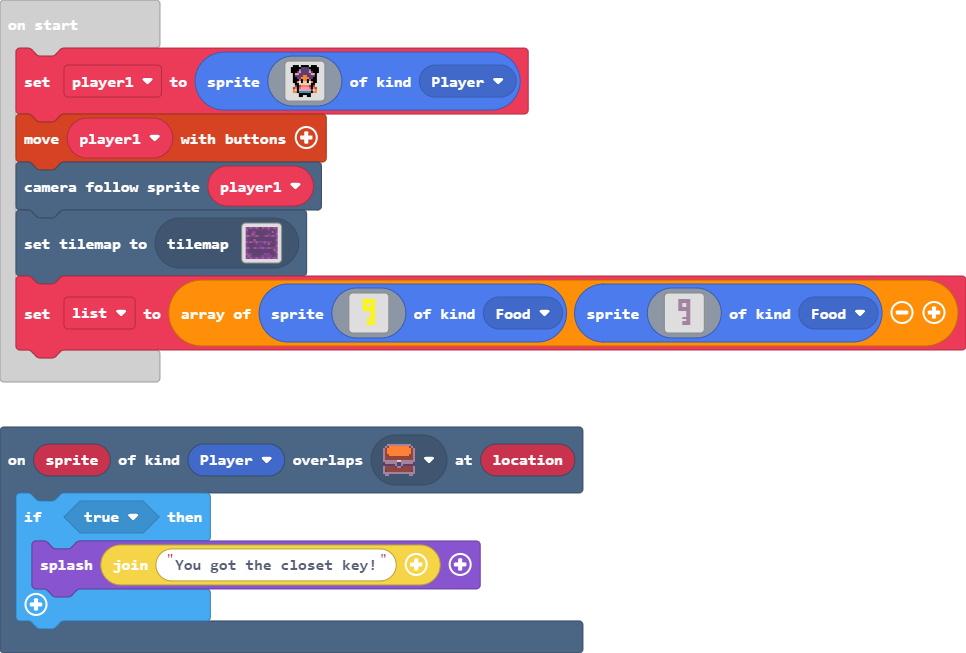 on start
set player1 to sprite of kind Player
move player1 with buttons
camera follow sprite player1
set tilemap to tilemap
set list to array of sprite of kind Food sprite of kind Food
on sprite of kind Player overlaps at location
if true then
splash join "You got the closet key!"